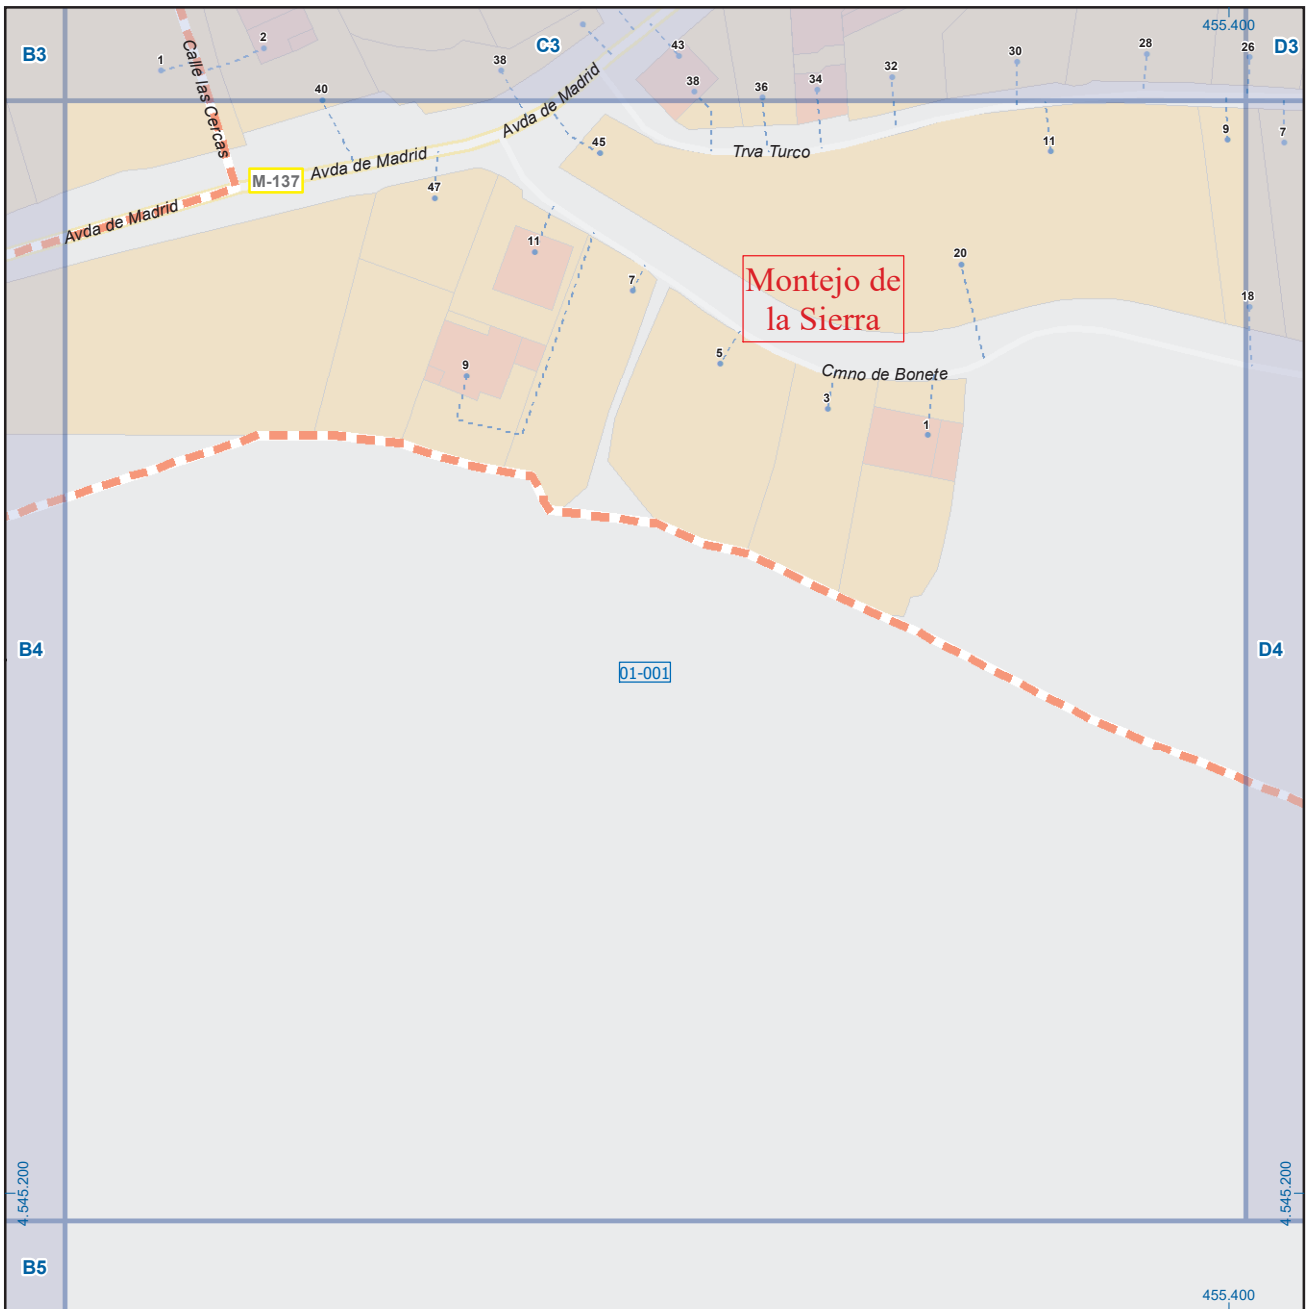 455.400
B3
C3
D3
2
1
38
43
38
36
34
32
30
28
26
40
Calle las Cercas
Avda de Madrid
45
Trva Turco
11
9
7
M-137
Avda de Madrid
47
Avda de Madrid
11
7
20
18
Montejo de
la Sierra
5
9
Cmno de Bonete
3
1
B4
D4
01-001
4.545.200
4.545.200
B5
455.400